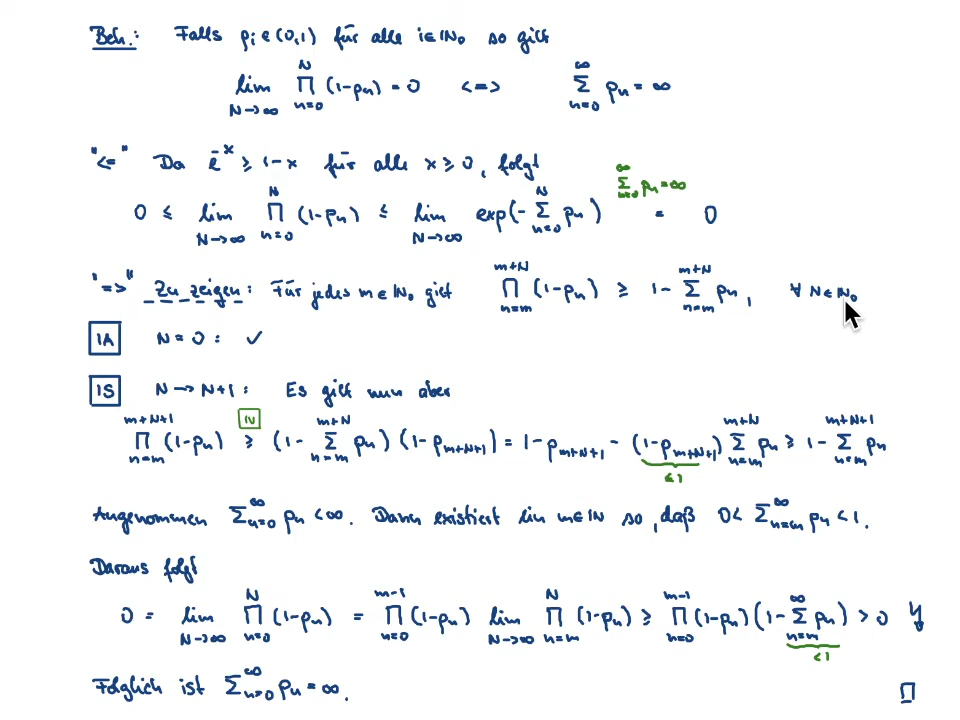 Beh.: Falls pᵢ ∈ (0,1) für alle i ∈ ℕ₀ so gilt
lim_{N→∞} ∏_{n=0}^{N} (1-pₙ) = 0 <=> ∑_{n=0}^{∞} pₙ = ∞
"<=" Da e^{-x} ≥ 1-x für alle x ≥ 0, folgt
0 ≤ lim_{N→∞} ∏_{n=0}^{N} (1-pₙ) ≤ lim_{N→∞} exp(-∑_{n=0}^{N} pₙ) =^{∑_{n=0}^{∞} pₙ = ∞} 0
"=>" Zu zeigen: Für jedes m ∈ ℕ₀ gilt ∏_{n=m}^{m+N} (1-pₙ) ≥ 1-∑_{n=m}^{m+N} pₙ, ∀ N ∈ ℕ₀
IA N = 0: ✓
IS N → N+1: Es gilt nun aber
∏_{n=m}^{m+N+1} (1-pₙ) ≥^{IV} (1-∑_{n=m}^{m+N} pₙ)(1-p_{m+N+1}) = 1-p_{m+N+1} - (1-p_{m+N+1}) ∑_{n=m}^{m+N} pₙ ≥ 1-∑_{n=m}^{m+N+1} pₙ
<1
Angenommen ∑_{n=0}^{∞} pₙ < ∞. Dann existiert ein m ∈ ℕ so, daß 0 < ∑_{n=m}^{∞} pₙ < 1.
Daraus folgt
0 = lim_{N→∞} ∏_{n=0}^{N} (1-pₙ) = ∏_{n=0}^{m-1} (1-pₙ) lim_{N→∞} ∏_{n=m}^{N} (1-pₙ) ≥ ∏_{n=0}^{m-1} (1-pₙ)(1-∑_{n=m}^{∞} pₙ) > 0 ↯
<1
Folglich ist ∑_{n=0}^{∞} pₙ = ∞. □